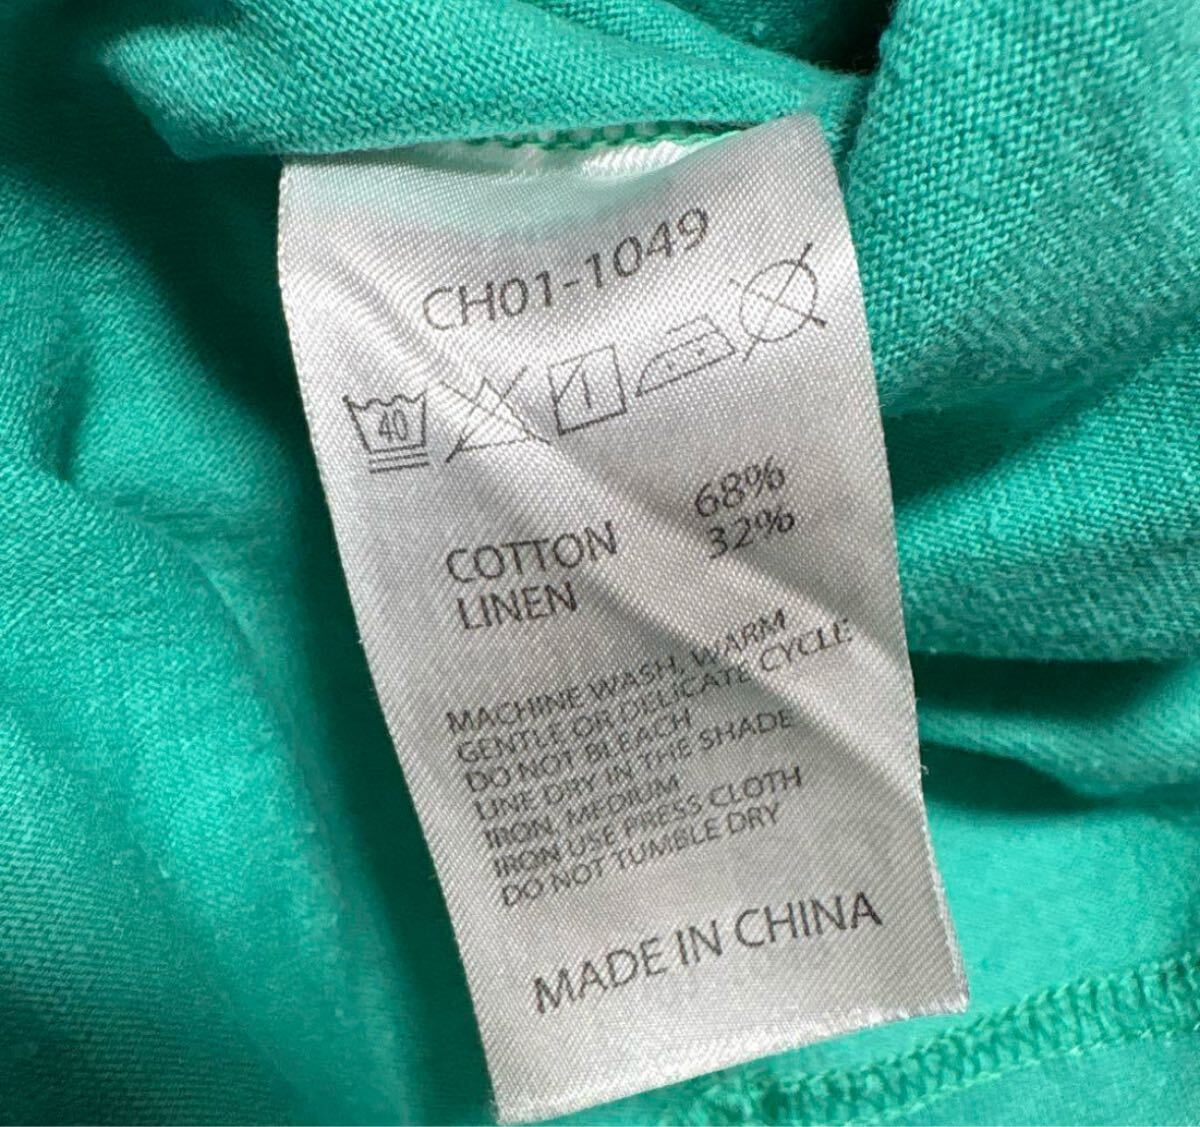 CH01-1049
40
COTTON 68%
LINEN 32%
MACHINE WASH, WARM
GENTLE OR DELICATE CYCLE
DO NOT BLEACH
LINE DRY IN THE SHADE
IRON, MEDIUM
IRON USE PRESS CLOTH
DO NOT TUMBLE DRY
MADE IN CHINA